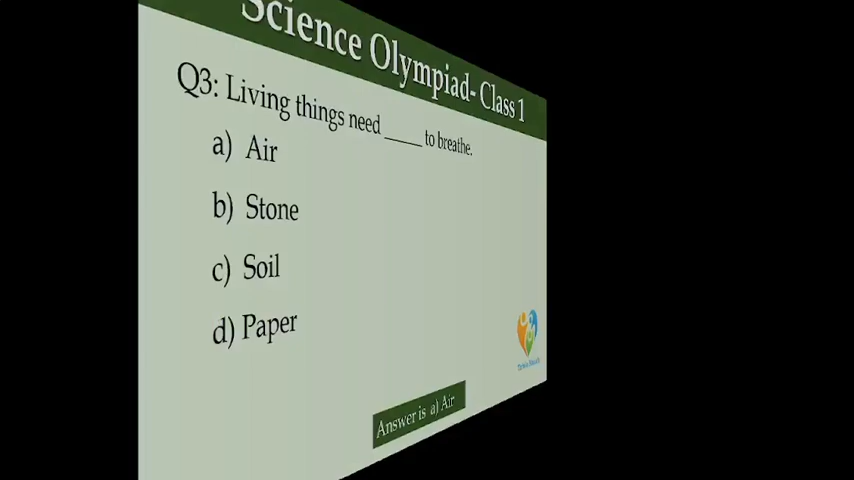 Science Olympiad- Class 1
Q3: Living things need _____ to breathe.
a) Air
b) Stone
c) Soil
d) Paper
Answer is a) Air